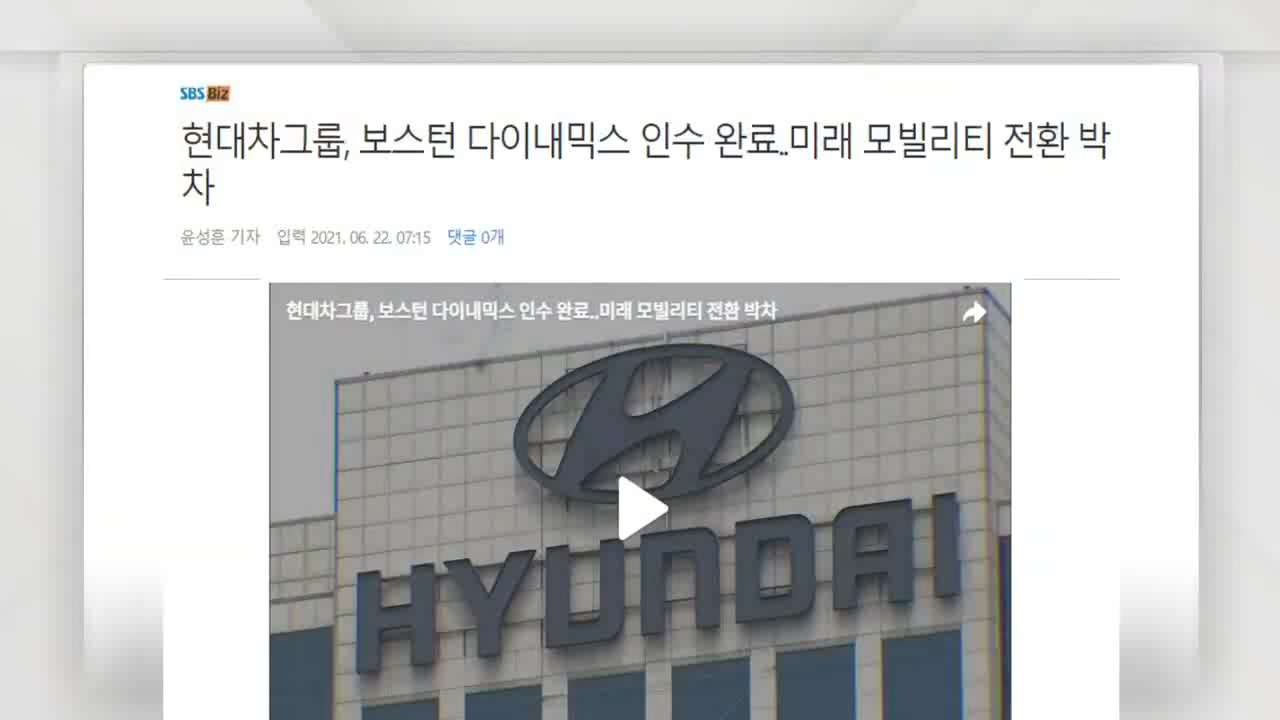 SBS Biz
현대차그룹, 보스턴 다이내믹스 인수 완료..미래 모빌리티 전환 박
차
윤성훈 기자 입력 2021. 06. 22. 07:15 댓글 0개
현대차그룹, 보스턴 다이내믹스 인수 완료..미래 모빌리티 전환 박차
HYUNDAI